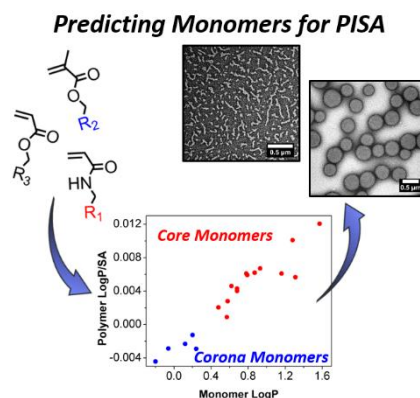 Predicting Monomers for PISA
O
O
R₂
O
O
R₃
O
HN
R₁
0.5 µm
0.5 µm
0.012
0.008
0.004
0.000
-0.004
Polymer LogP/SA
Core Monomers
Corona Monomers
0.0
0.4
0.8
1.2
1.6
Monomer LogP